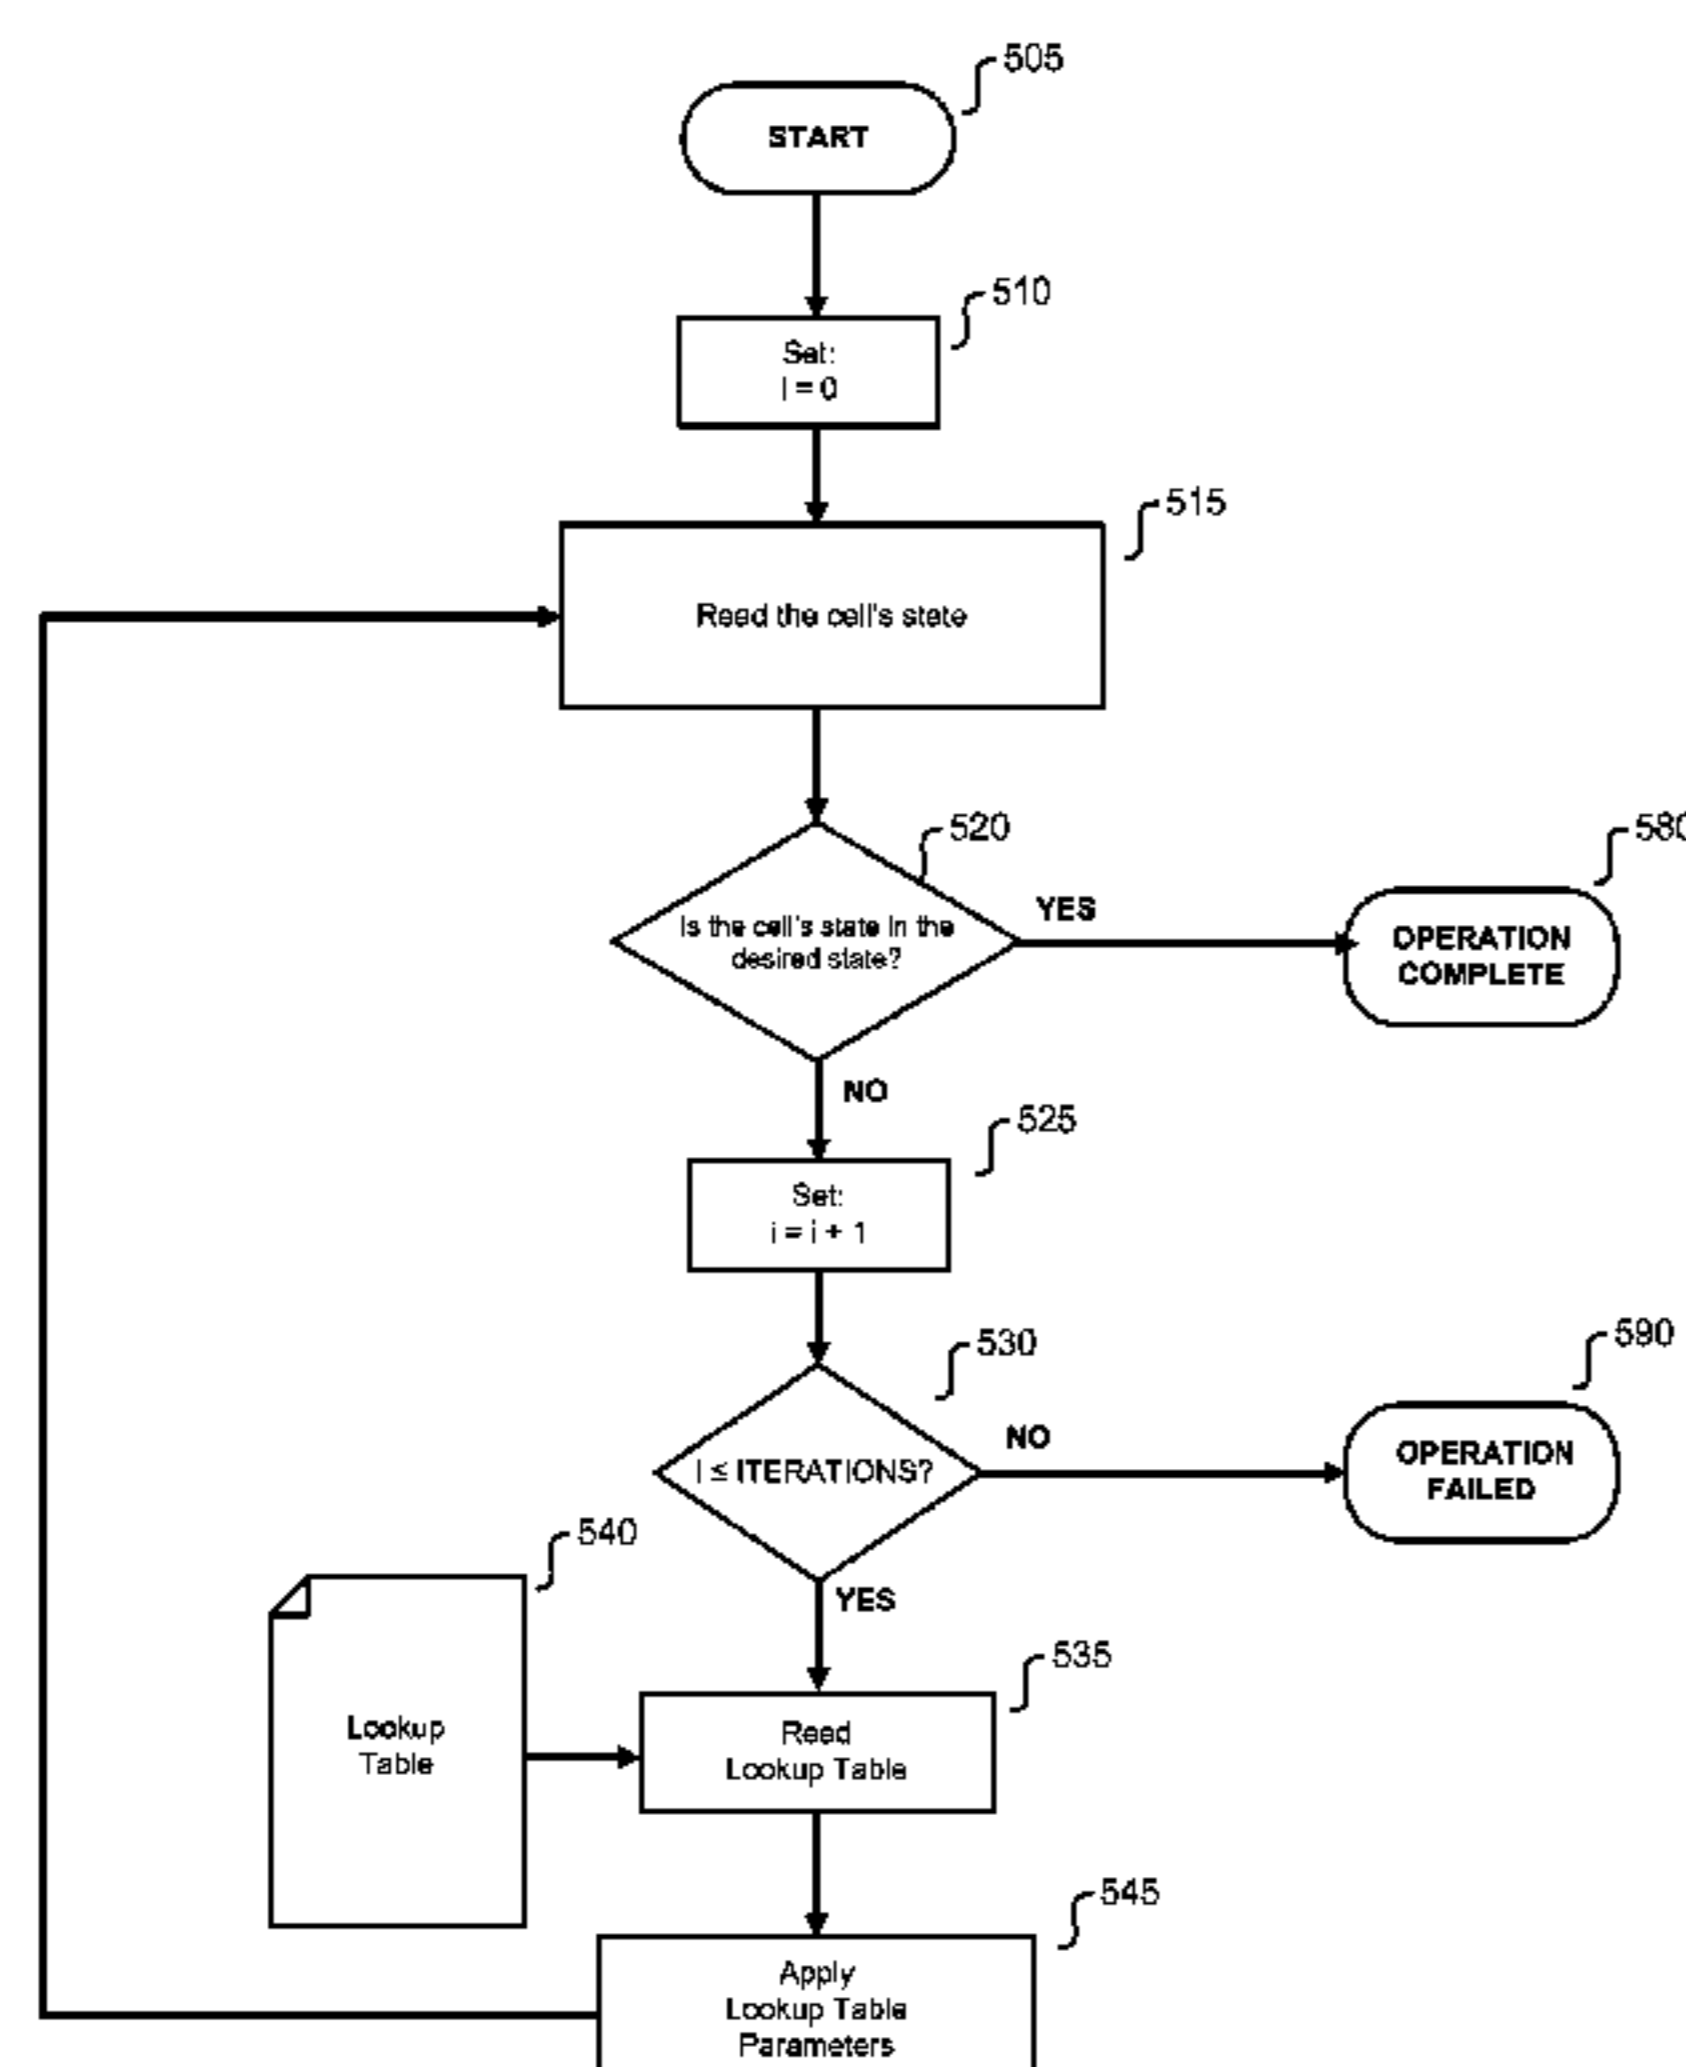 505
START
510
Set:
i = 0
515
Read the cell's state
520
Is the cell's state in the
desired state?
YES
580
OPERATION
COMPLETE
NO
525
Set:
i = i + 1
530
i ≤ ITERATIONS?
NO
590
OPERATION
FAILED
YES
540
Lookup
Table
535
Read
Lookup Table
545
Apply
Lookup Table
Parameters